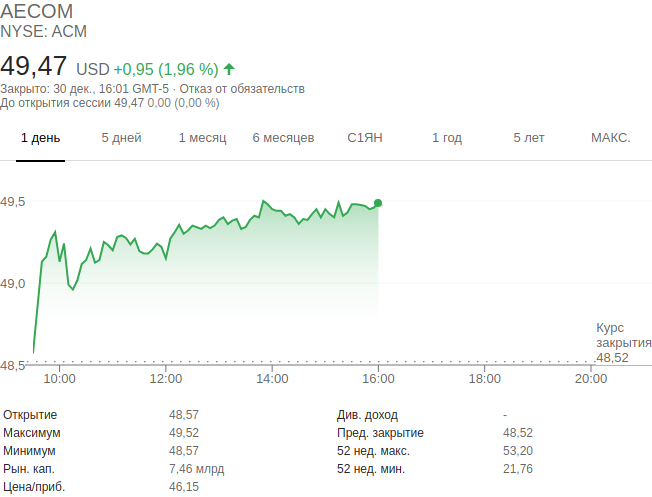 AECOM
NYSE: ACM
49,47 USD +0,95 (1,96 %)
Закрыто: 30 дек., 16:01 GMT-5 · Отказ от обязательств
До открытия сессии 49,47 0,00 (0,00 %)
1 день 5 дней 1 месяц 6 месяцев С1ЯН 1 год 5 лет МАКС.
49,5
49,0
Курс
закрытия
48,52
48,5
10:00 12:00 14:00 16:00 18:00 20:00
Открытие 48,57 Див. доход -
Максимум 49,52 Пред. закрытие 48,52
Минимум 48,57 52 нед. макс. 53,20
Рын. кап. 7,46 млрд 52 нед. мин. 21,76
Цена/приб. 46,15